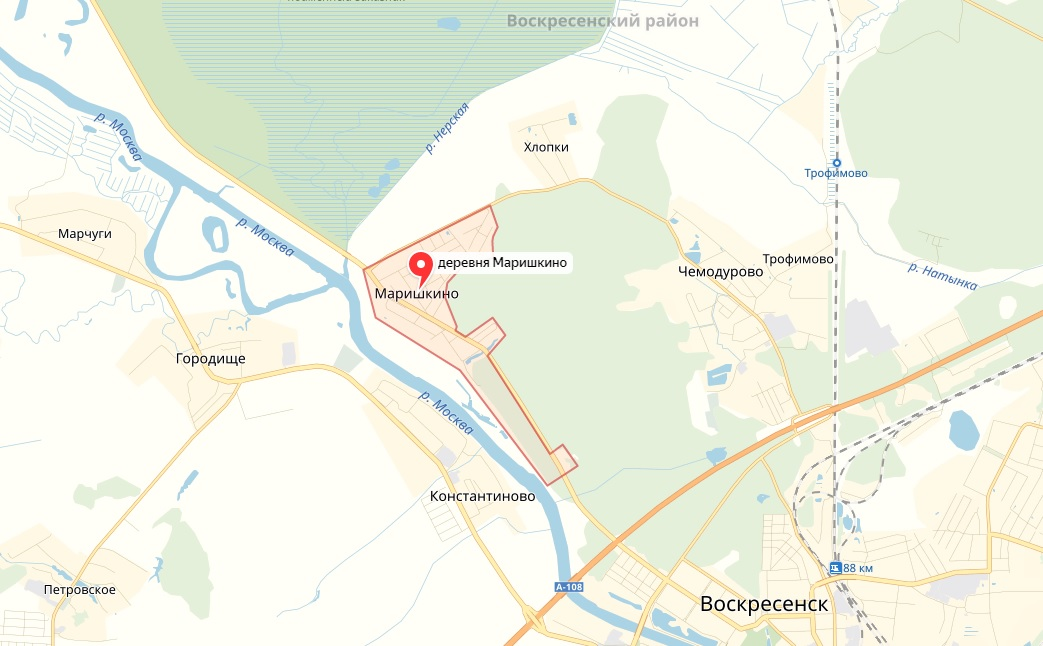 Воскресенский район
р. Москва
р. Нерская
Хлопки
Трофимово
Марчуги
р. Москва
деревня Маришкино
Чемодурово
Трофимово
р. Натынка
Маришкино
Городище
р. Москва
Константиново
88 км
А-108
Петровское
Воскресенск